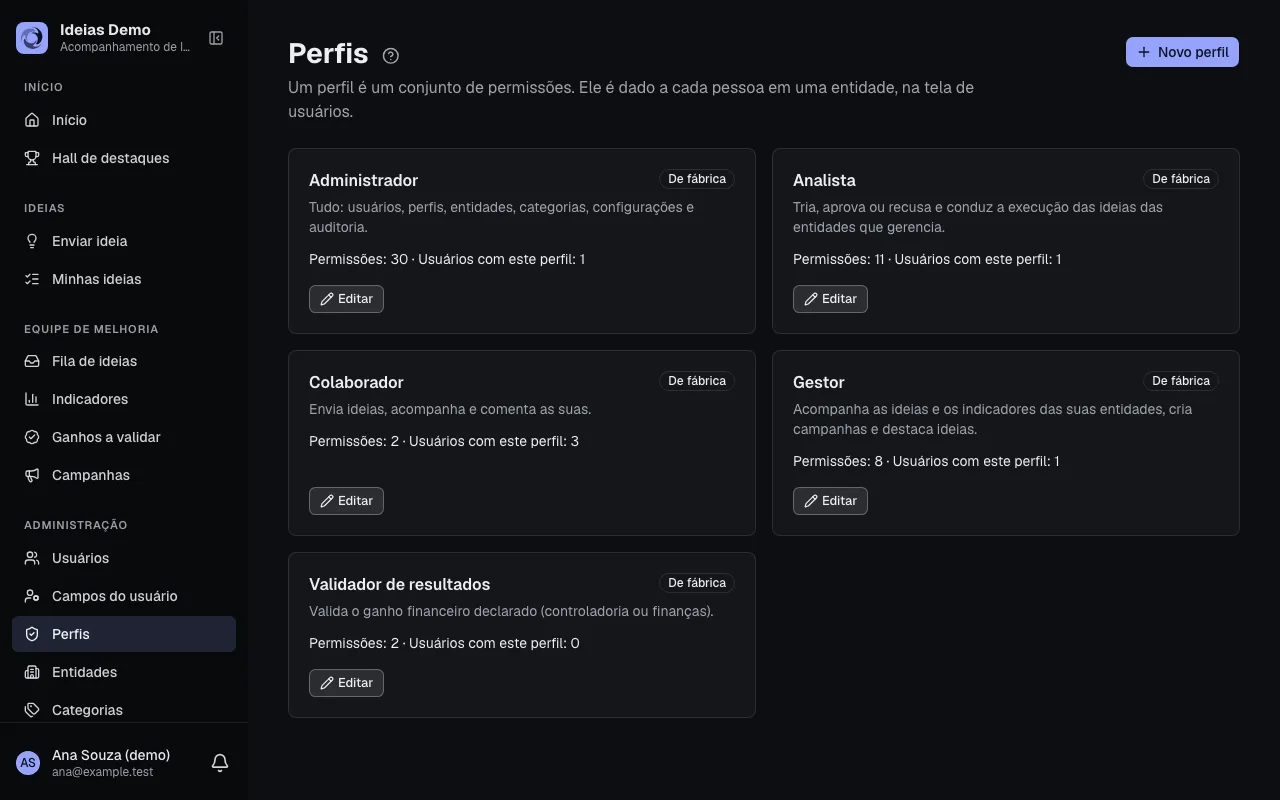 Ideias Demo
Acompanhamento de I...
INÍCIO
Início
Hall de destaques
IDEIAS
Enviar ideia
Minhas ideias
EQUIPE DE MELHORIA
Fila de ideias
Indicadores
Ganhos a validar
Campanhas
ADMINISTRAÇÃO
Usuários
Campos do usuário
Perfis
Entidades
Categorias
AS
Ana Souza (demo)
ana@example.test
Perfis
Novo perfil
Um perfil é um conjunto de permissões. Ele é dado a cada pessoa em uma entidade, na tela de
usuários.
Administrador
De fábrica
Tudo: usuários, perfis, entidades, categorias, configurações e
auditoria.
Permissões: 30 · Usuários com este perfil: 1
Editar
Analista
De fábrica
Tria, aprova ou recusa e conduz a execução das ideias das
entidades que gerencia.
Permissões: 11 · Usuários com este perfil: 1
Editar
Colaborador
De fábrica
Envia ideias, acompanha e comenta as suas.
Permissões: 2 · Usuários com este perfil: 3
Editar
Gestor
De fábrica
Acompanha as ideias e os indicadores das suas entidades, cria
campanhas e destaca ideias.
Permissões: 8 · Usuários com este perfil: 1
Editar
Validador de resultados
De fábrica
Valida o ganho financeiro declarado (controladoria ou finanças).
Permissões: 2 · Usuários com este perfil: 0
Editar